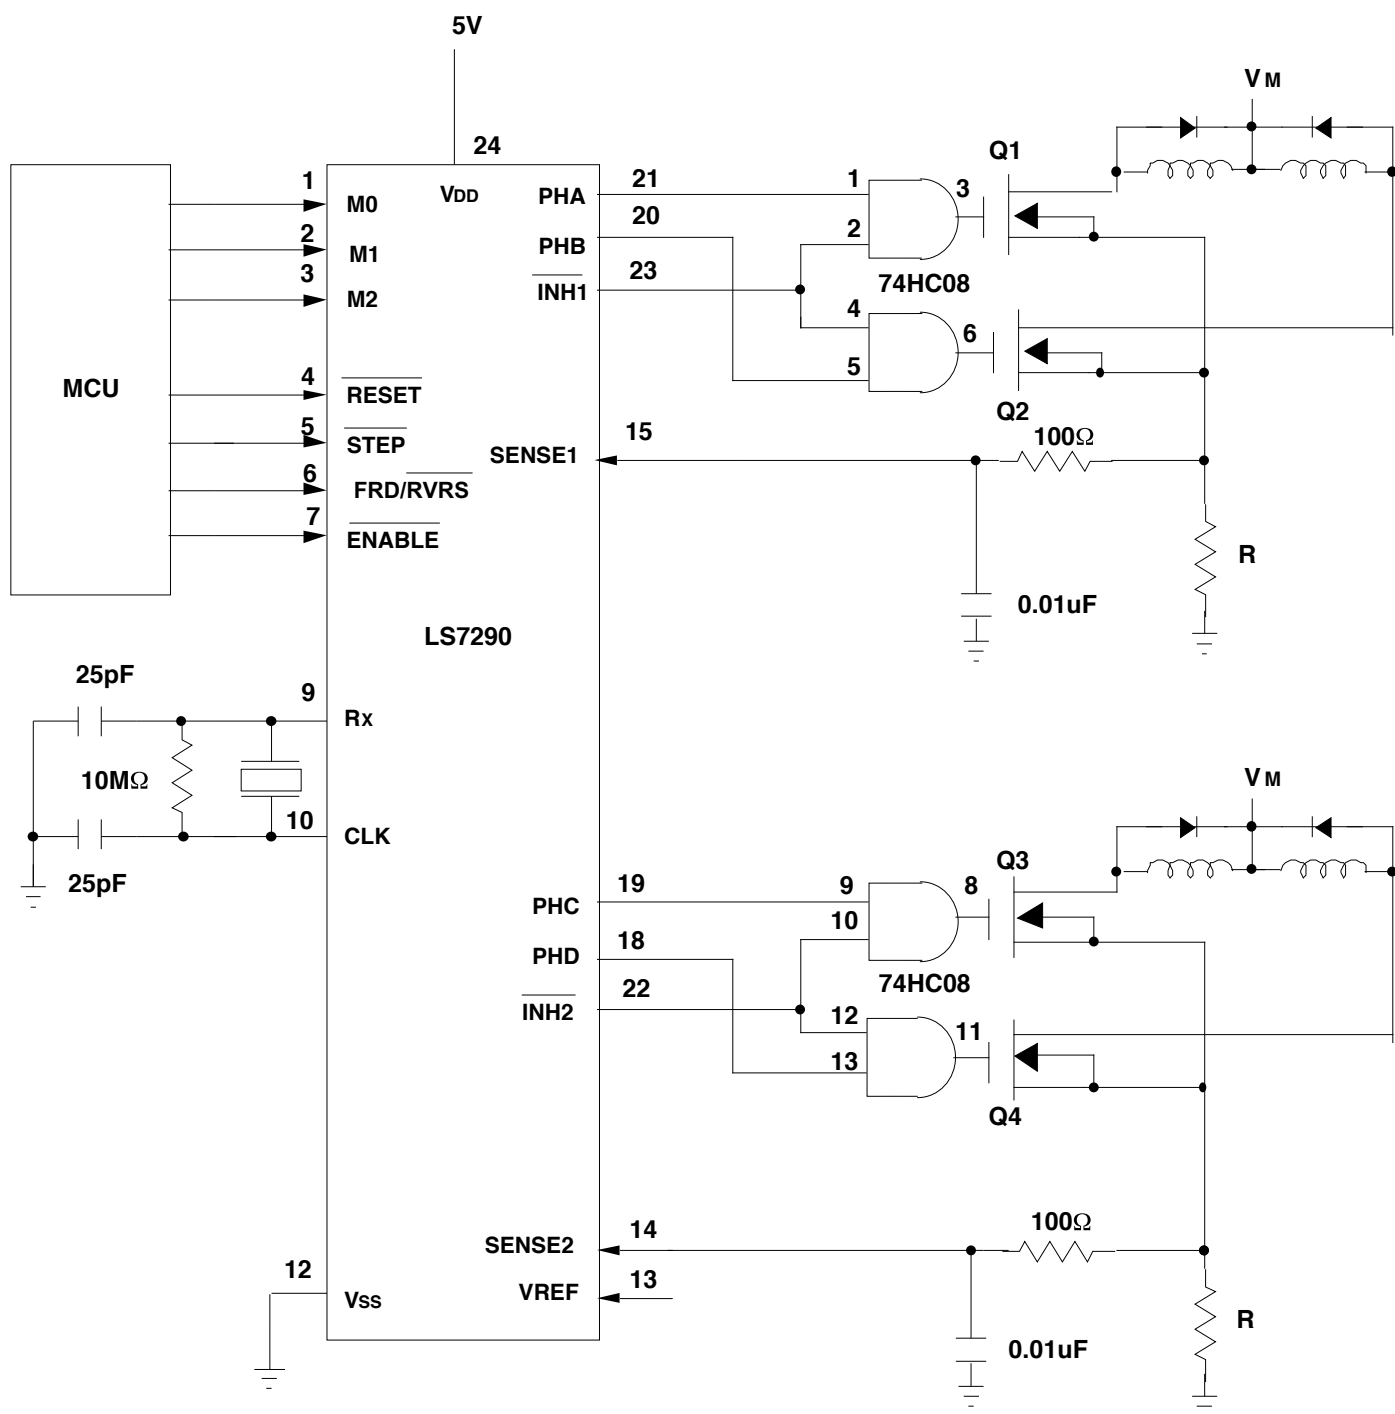 5V
24
VDD
MCU
1
M0
2
M1
3
M2
4
RESET
5
STEP
6
FRD/RVRS
7
ENABLE
LS7290
25pF
9
Rx
10MΩ
10
CLK
25pF
12
Vss
PHA
21
PHB
20
INH1
23
SENSE1
15
1
2
3
74HC08
4
5
6
Q1
Q2
VM
100Ω
R
0.01uF
PHC
19
PHD
18
INH2
22
9
10
8
74HC08
12
13
11
Q3
Q4
VM
SENSE2
14
VREF
13
100Ω
R
0.01uF